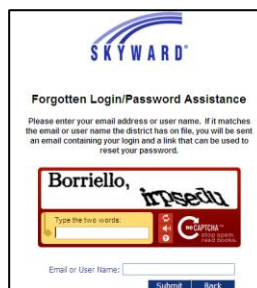 SKYWARD®
Forgotten Login/Password Assistance
Please enter your email address or user name. If it matches
the email or user name the district has on file, you will be sent
an email containing your login and a link that can be used to
reset your password.
Borriello, irpsedu
Type the two words:
reCAPTCHA™
stop spam.
read books.
Email or User Name:
Submit Back